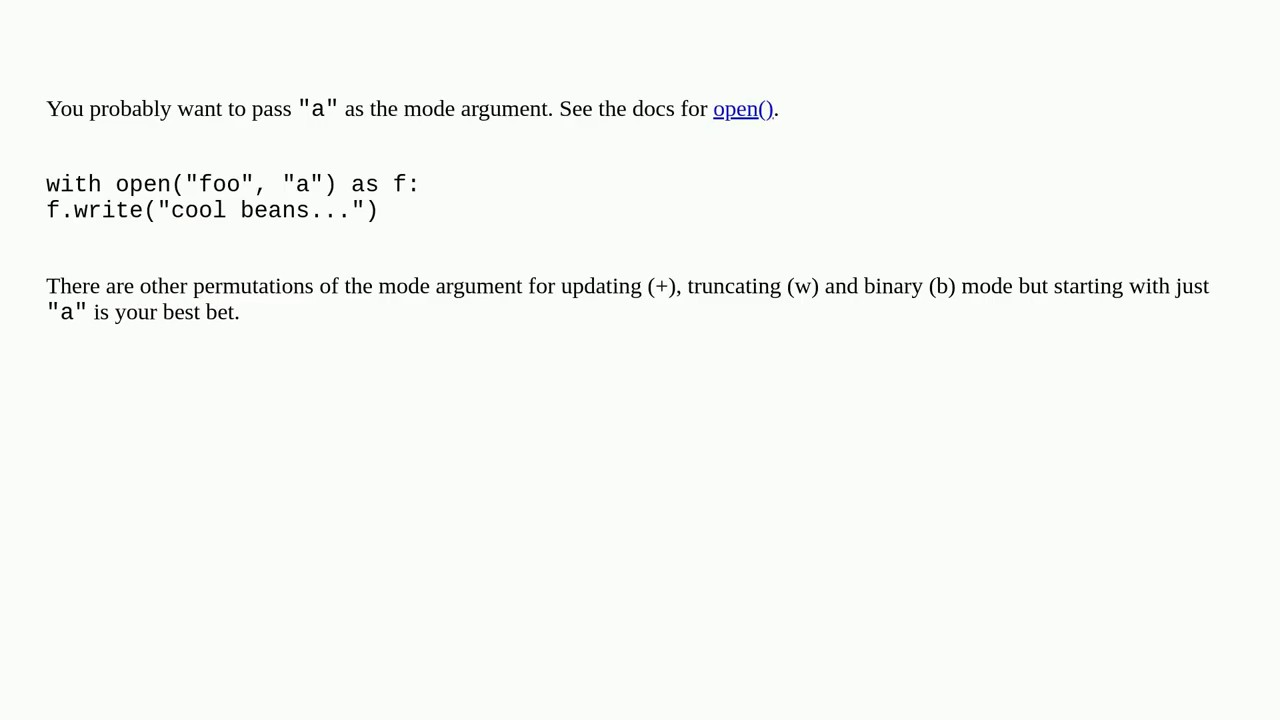 You probably want to pass "a" as the mode argument. See the docs for open().
with open("foo", "a") as f:
f.write("cool beans...")
There are other permutations of the mode argument for updating (+), truncating (w) and binary (b) mode but starting with just
"a" is your best bet.